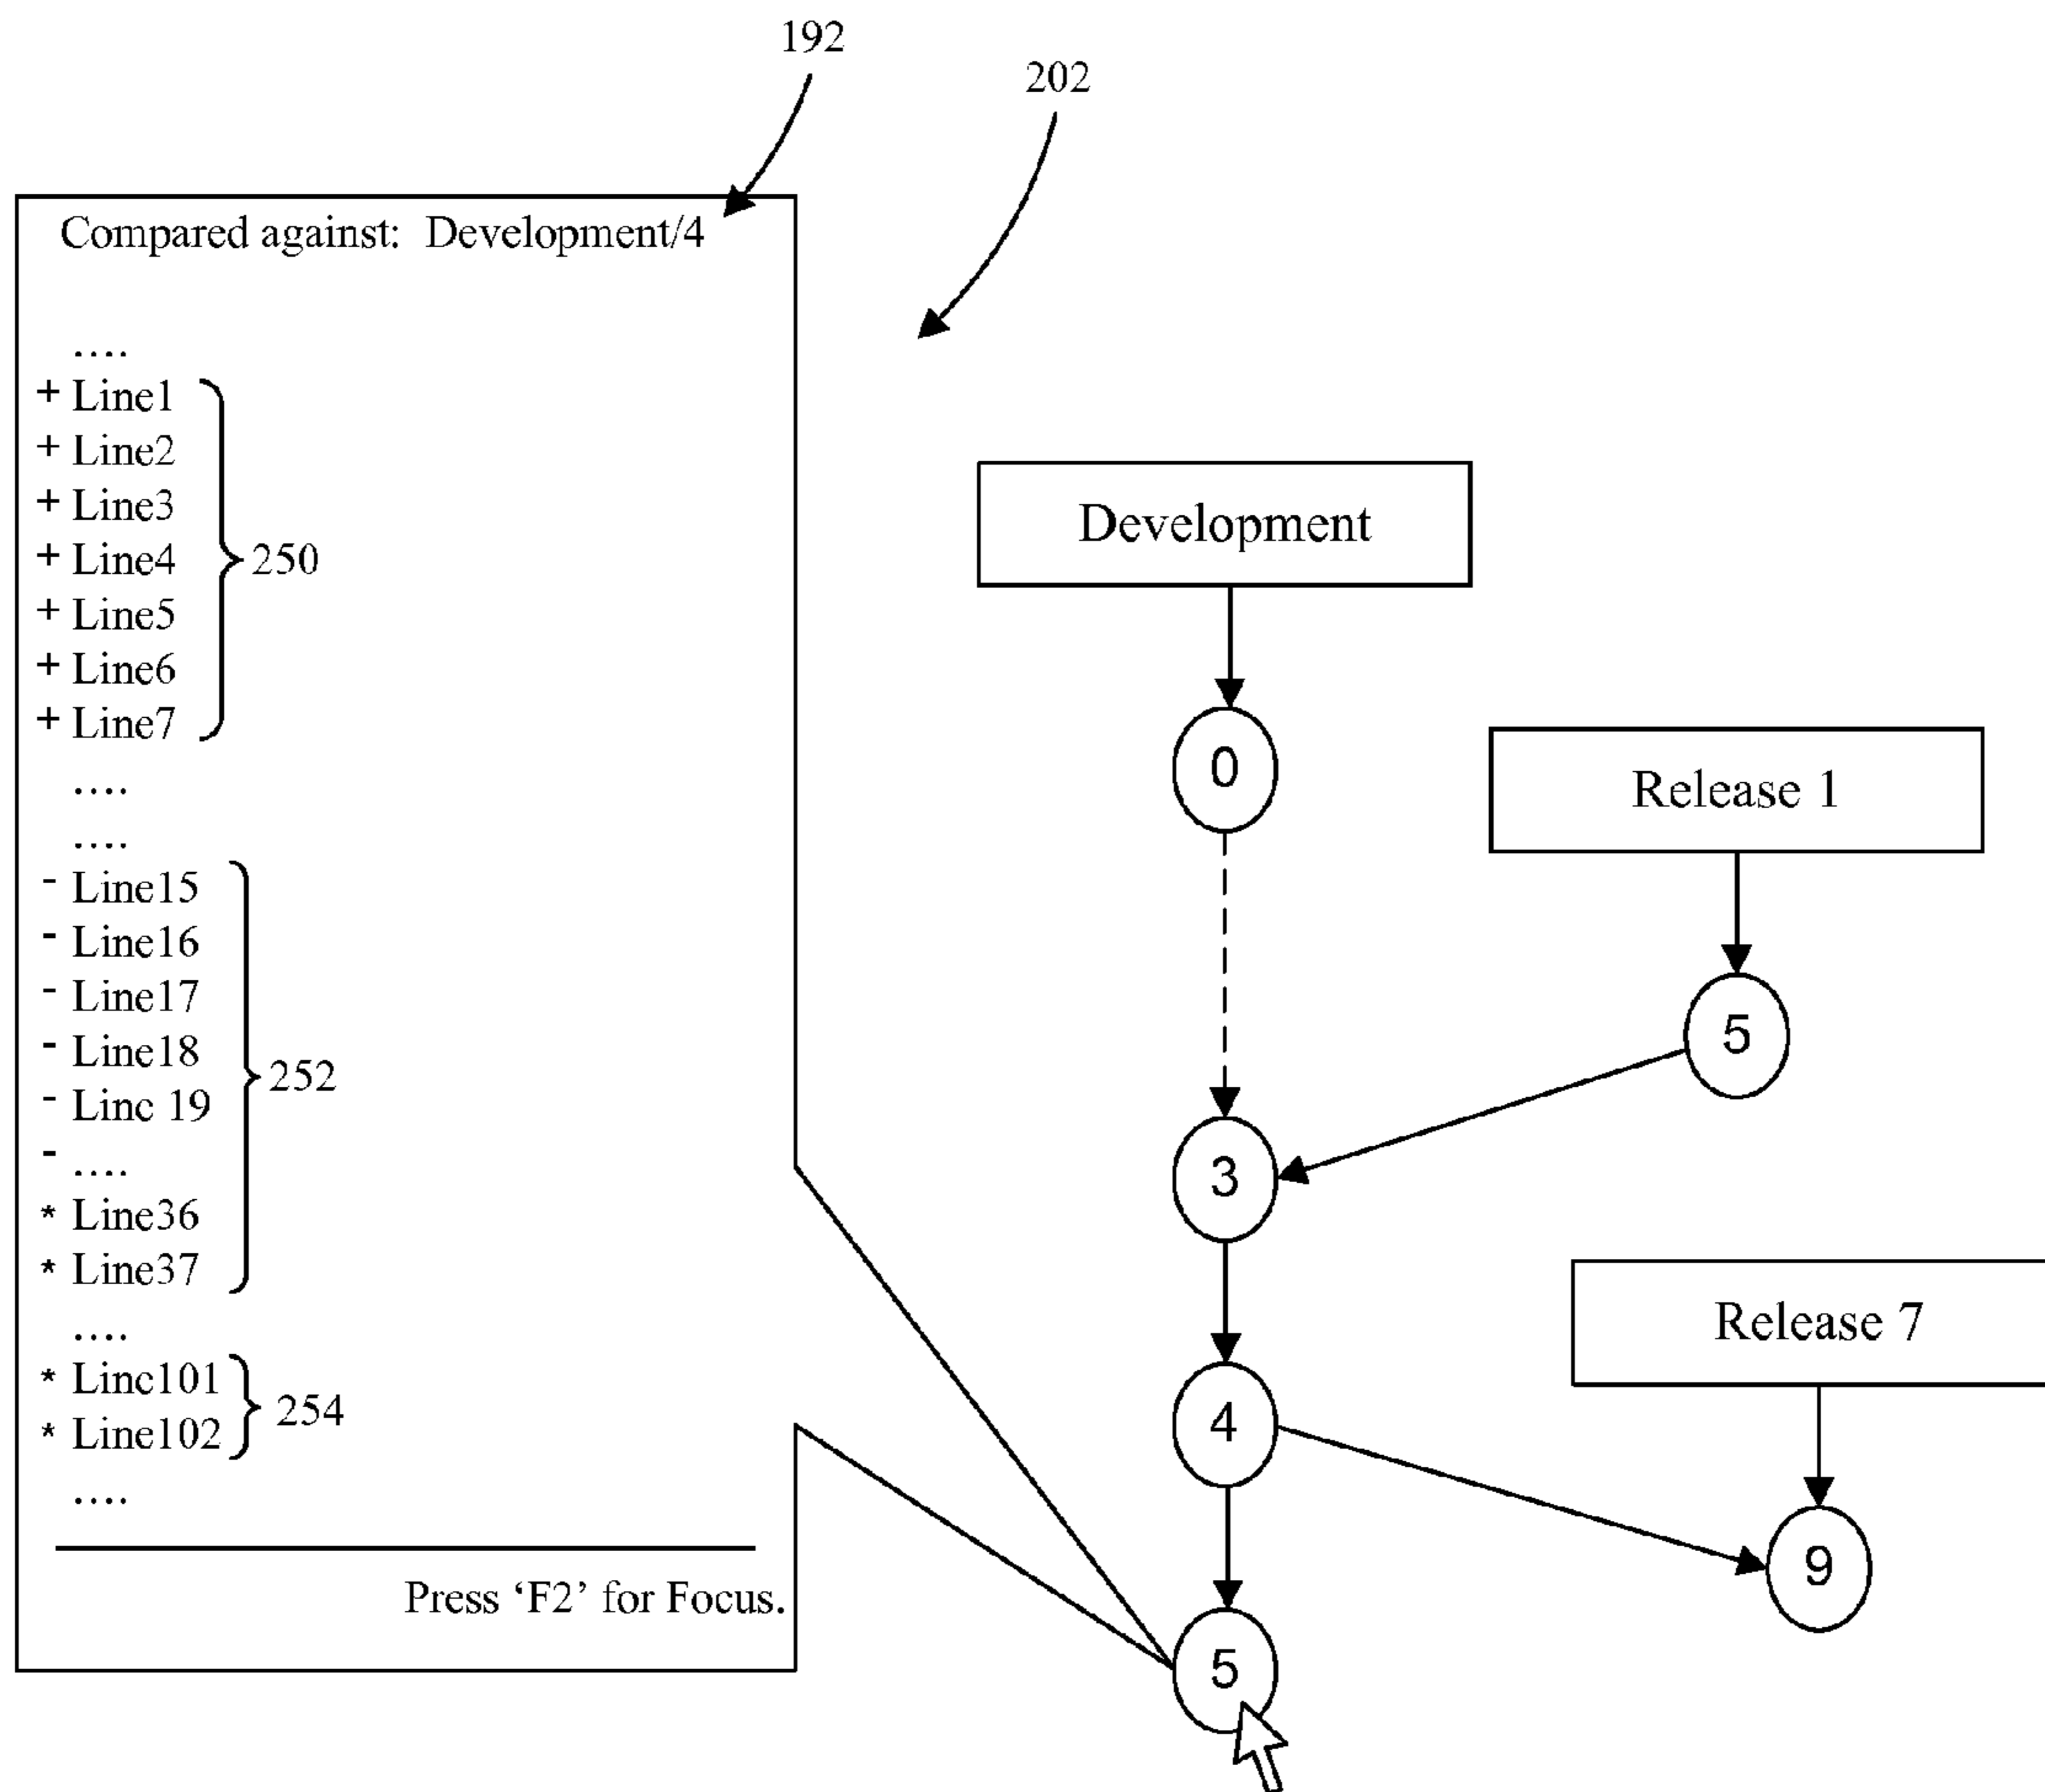 192
202
Compared against: Development/4
....
+ Line1
+ Line2
+ Line3
+ Line4
250
+ Line5
+ Line6
+ Line7
....
....
- Line15
- Line16
- Line17
- Line18
252
- Line 19
- ....
* Line36
* Line37
....
* Line101
254
* Line102
....
Press ‘F2’ for Focus.
Development
0
Release 1
5
3
4
Release 7
9
5